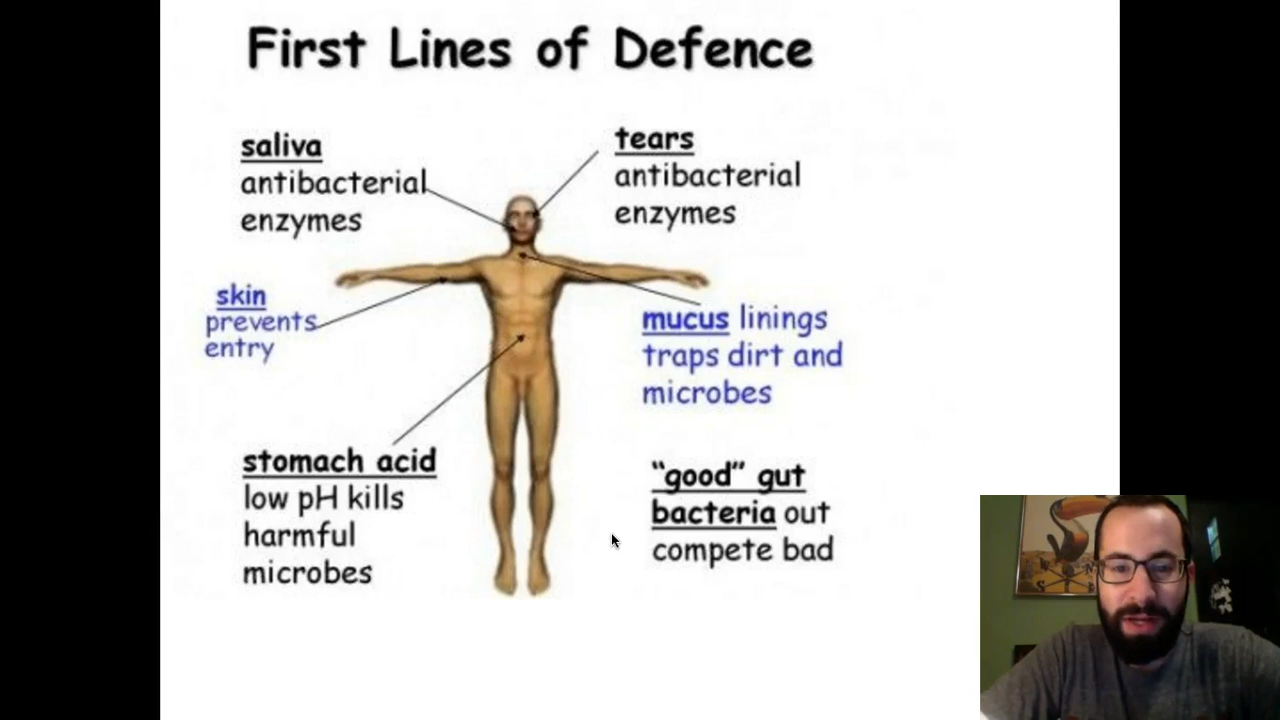 First Lines of Defence
saliva
antibacterial
enzymes
tears
antibacterial
enzymes
skin
prevents
entry
mucus linings
traps dirt and
microbes
stomach acid
low pH kills
harmful
microbes
“good” gut
bacteria out
compete bad
W
S